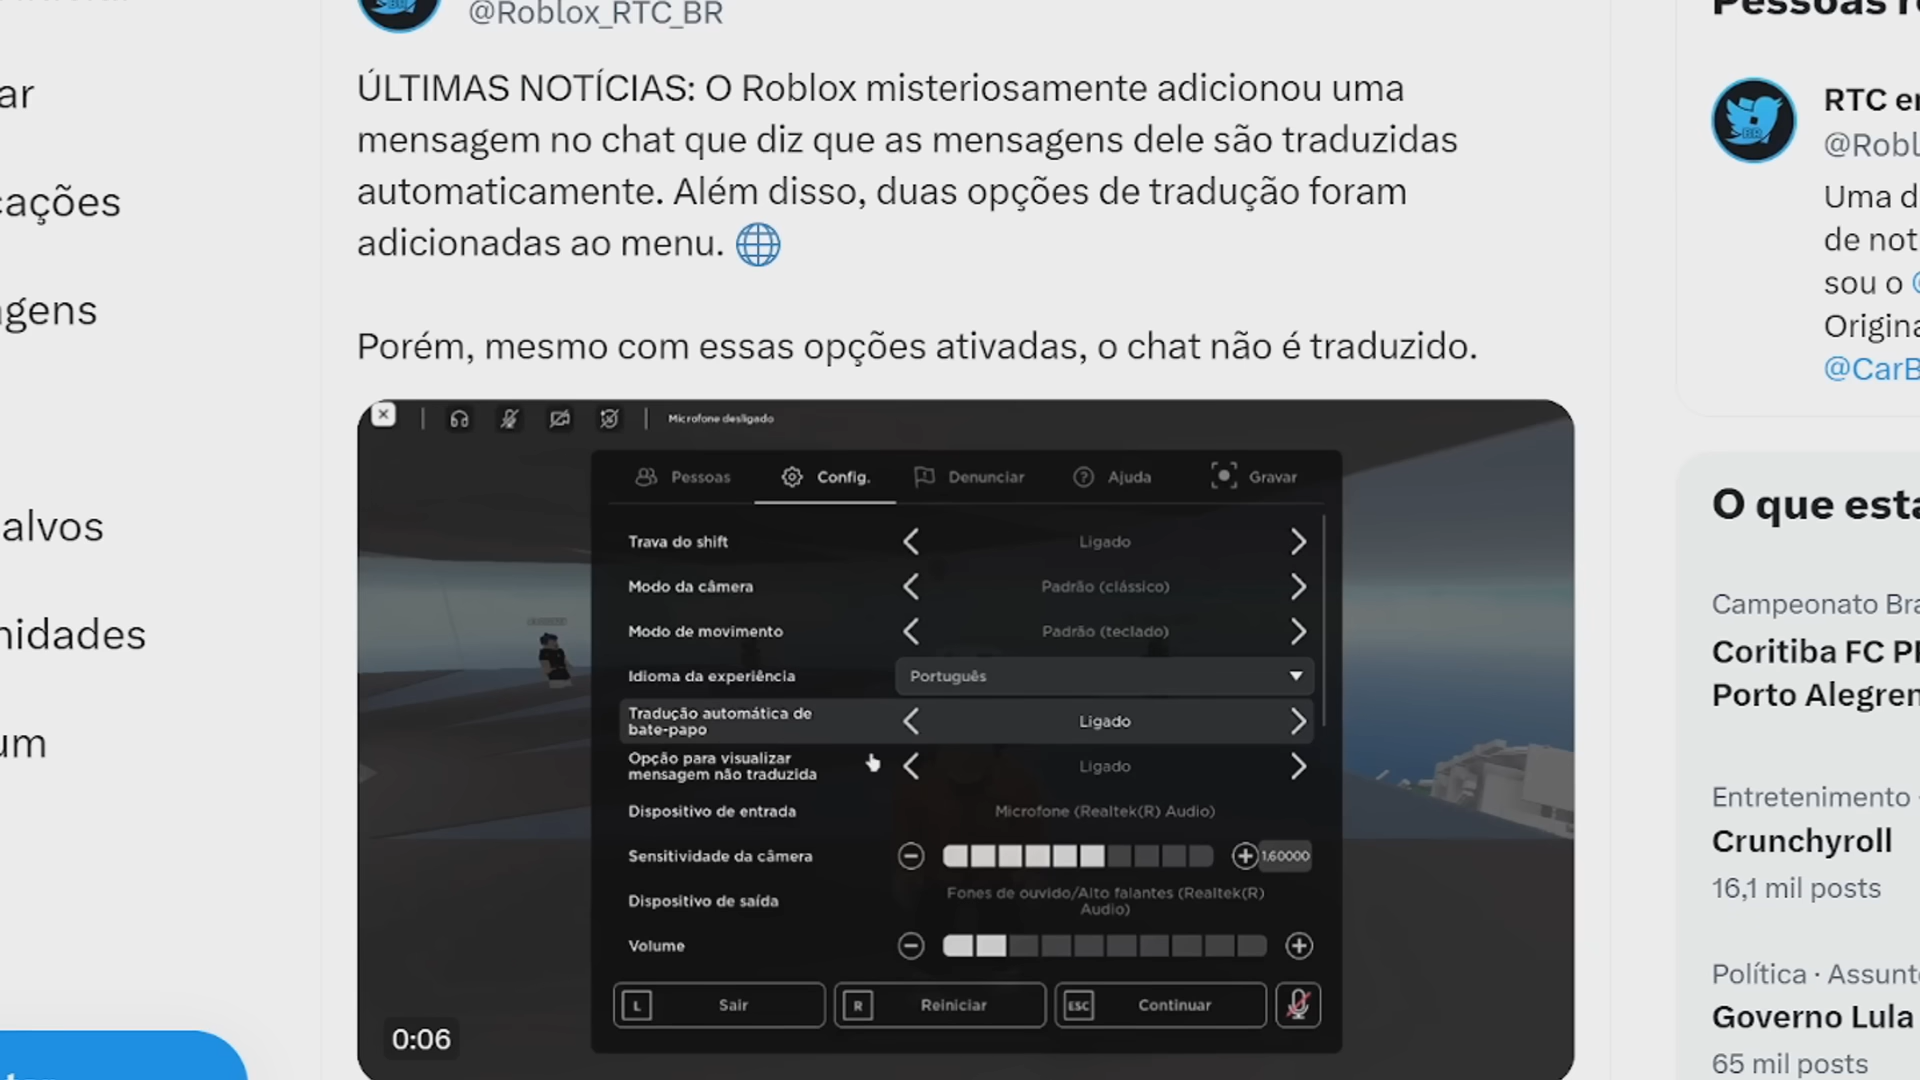 @Roblox_RTC_BR
ÚLTIMAS NOTÍCIAS: O Roblox misteriosamente adicionou uma
mensagem no chat que diz que as mensagens dele são traduzidas
automaticamente. Além disso, duas opções de tradução foram
adicionadas ao menu.
Porém, mesmo com essas opções ativadas, o chat não é traduzido.
Microfone desligado
Pessoas
Config.
Denunciar
Ajuda
Gravar
Trava do shift
Ligado
Modo da câmera
Padrão (clássico)
Modo de movimento
Padrão (teclado)
Idioma da experiência
Português
Tradução automática de
bate-papo
Ligado
Opção para visualizar
mensagem não traduzida
Ligado
Dispositivo de entrada
Microfone (Realtek(R) Audio)
Sensitividade da câmera
1.60000
Dispositivo de saída
Fones de ouvido/Alto falantes (Realtek(R)
Audio)
Volume
L Sair
R Reiniciar
ESC Continuar
0:06
ar
cações
gens
alvos
nidades
um
Pessoas r
RTC e
@Robl
Uma d
de not
sou o
Origina
@CarB
O que esta
Campeonato Bra
Coritiba FC P
Porto Alegren
Entretenimento ·
Crunchyroll
16,1 mil posts
Política · Assunt
Governo Lula
65 mil posts